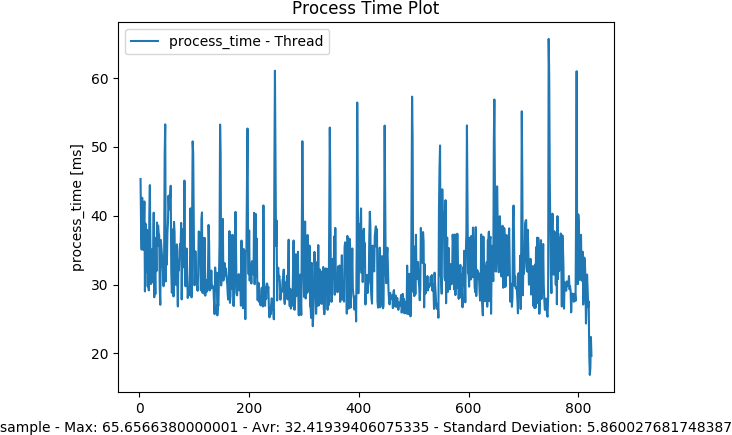 Process Time Plot
process_time - Thread
process_time [ms]
60
50
40
30
20
0 200 400 600 800
sample - Max: 65.6566380000001 - Avr: 32.41939406075335 - Standard Deviation: 5.860027681748387